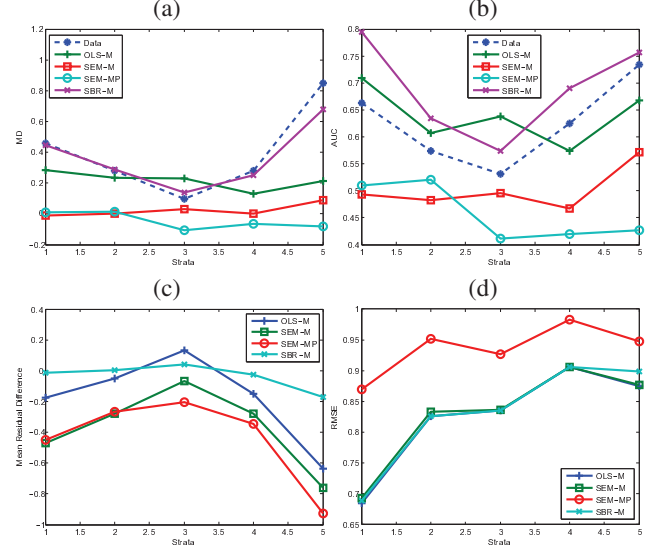 (a)
(b)
MD
1.2
1
0.8
0.6
0.4
0.2
0
−0.2
Data
OLS−M
SEM−M
SEM−MP
SBR−M
1 1.5 2 2.5 3 3.5 4 4.5 5
Strata
AUC
0.8
0.75
0.7
0.65
0.6
0.55
0.5
0.45
0.4
Data
OLS−M
SEM−M
SEM−MP
SBR−M
1 1.5 2 2.5 3 3.5 4 4.5 5
Strata
(c)
(d)
Mean Residual Difference
0.4
0.2
0
−0.2
−0.4
−0.6
−0.8
−1
OLS−M
SEM−M
SEM−MP
SBR−M
1 1.5 2 2.5 3 3.5 4 4.5 5
Strata
RMSE
1
0.95
0.9
0.85
0.8
0.75
0.7
0.65
OLS−M
SEM−M
SEM−MP
SBR−M
1 1.5 2 2.5 3 3.5 4 4.5 5
Strata